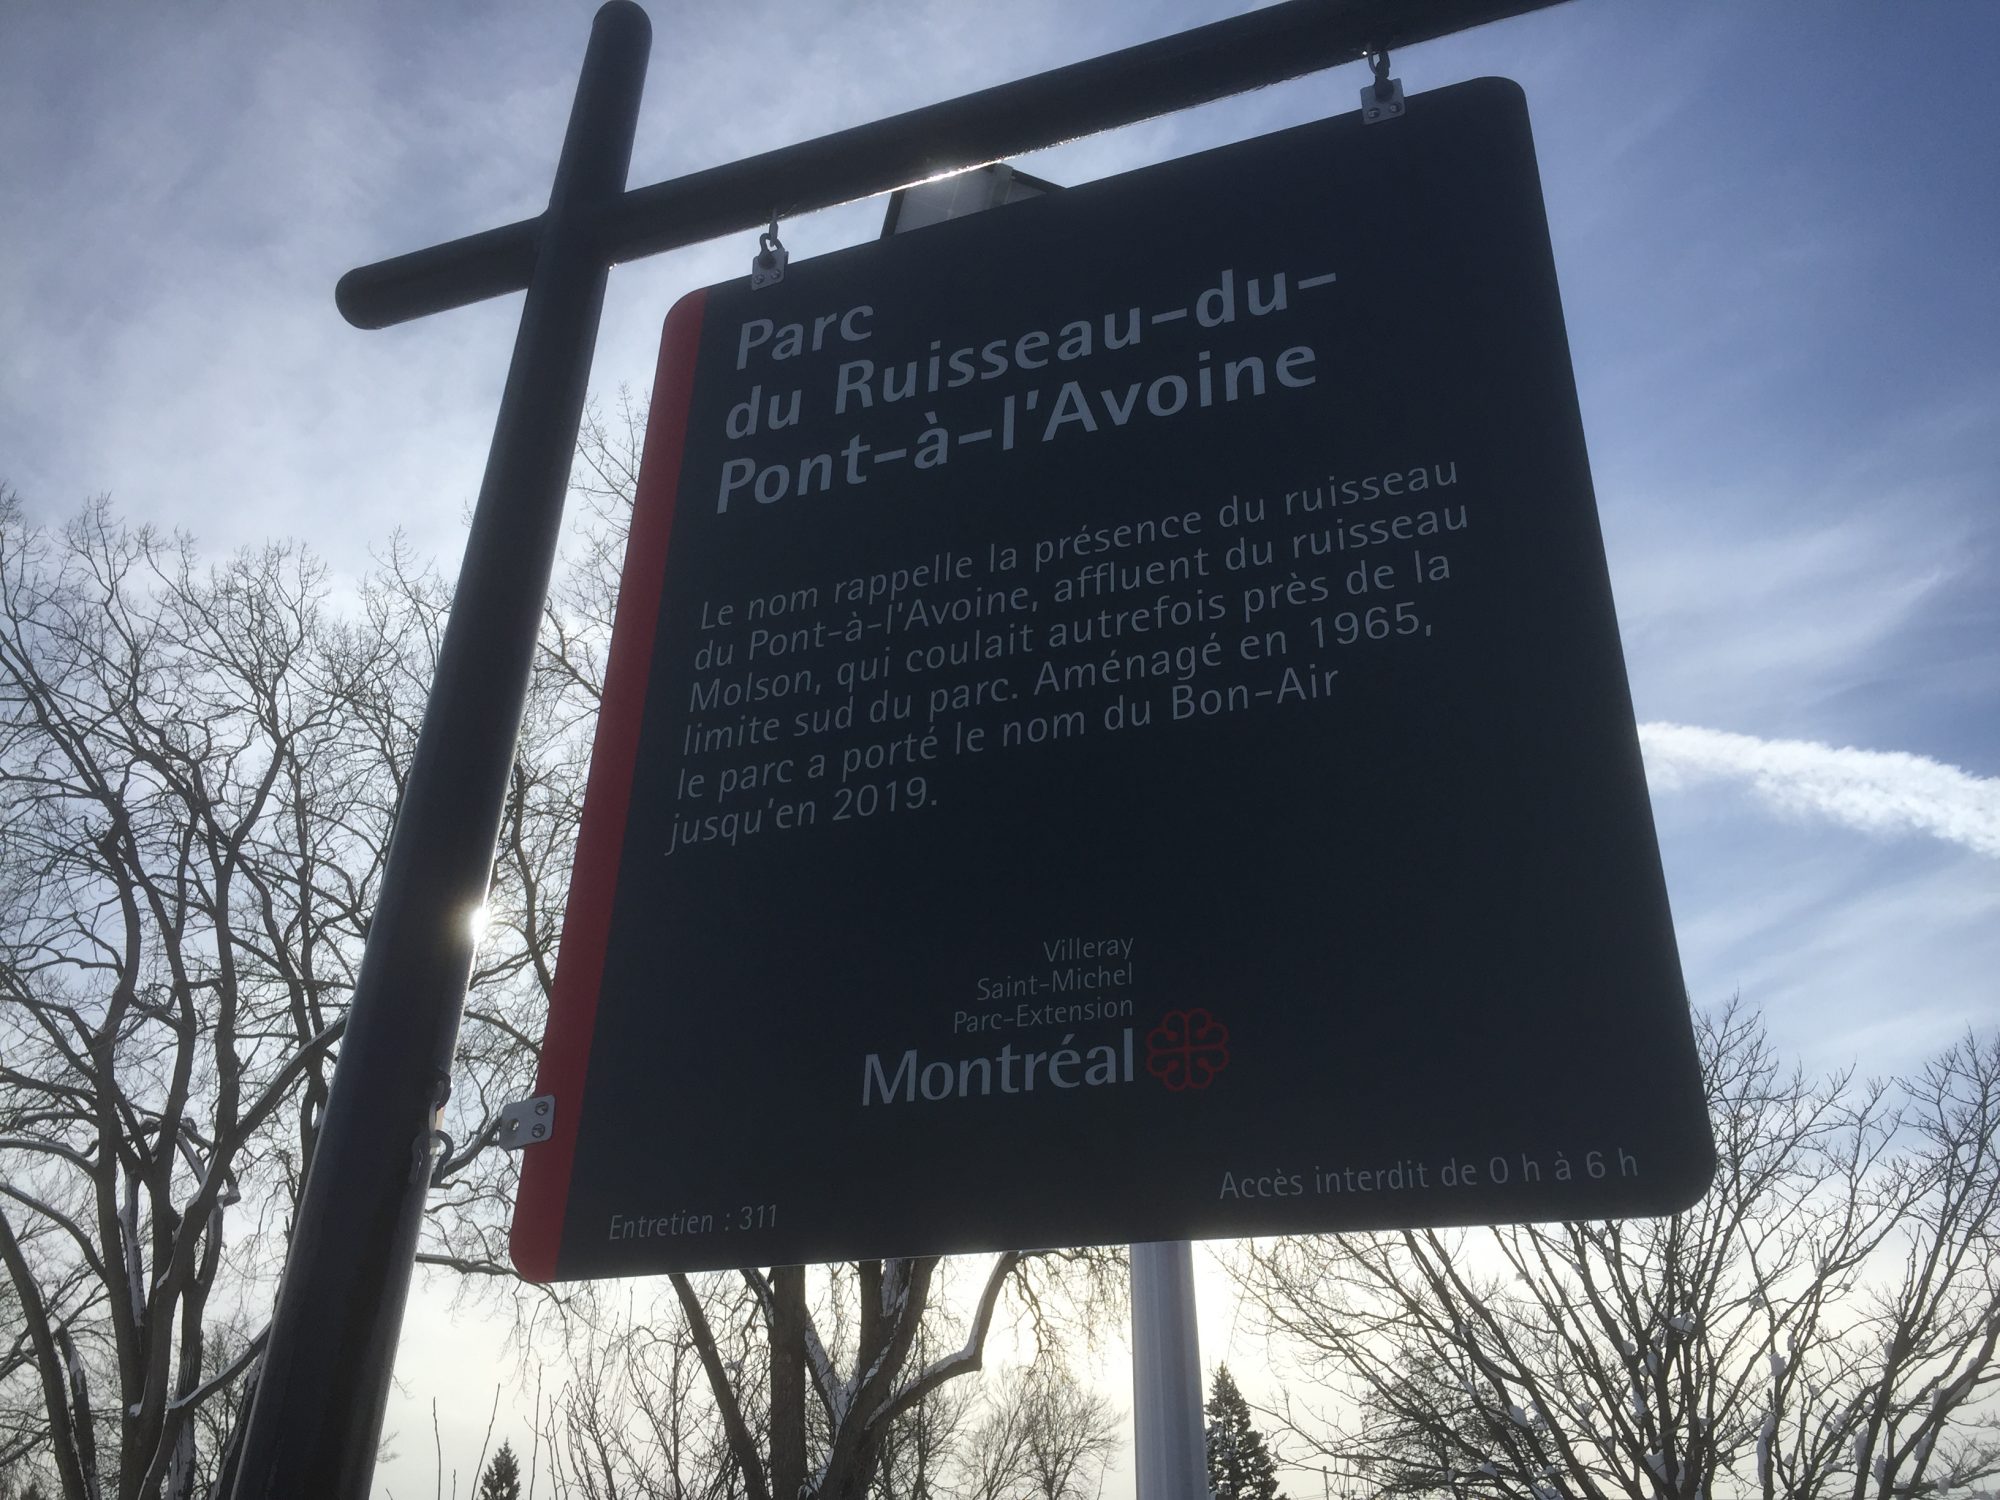 Parc
du Ruisseau-du-
Pont-à-l'Avoine
Le nom rappelle la présence du ruisseau
du Pont-à-l'Avoine, affluent du ruisseau
Molson, qui coulait autrefois près de la
limite sud du parc. Aménagé en 1965,
le parc a porté le nom du Bon-Air
jusqu'en 2019.
Villeray
Saint-Michel
Parc-Extension
Montréal
Entretien : 311
Accès interdit de 0 h à 6 h